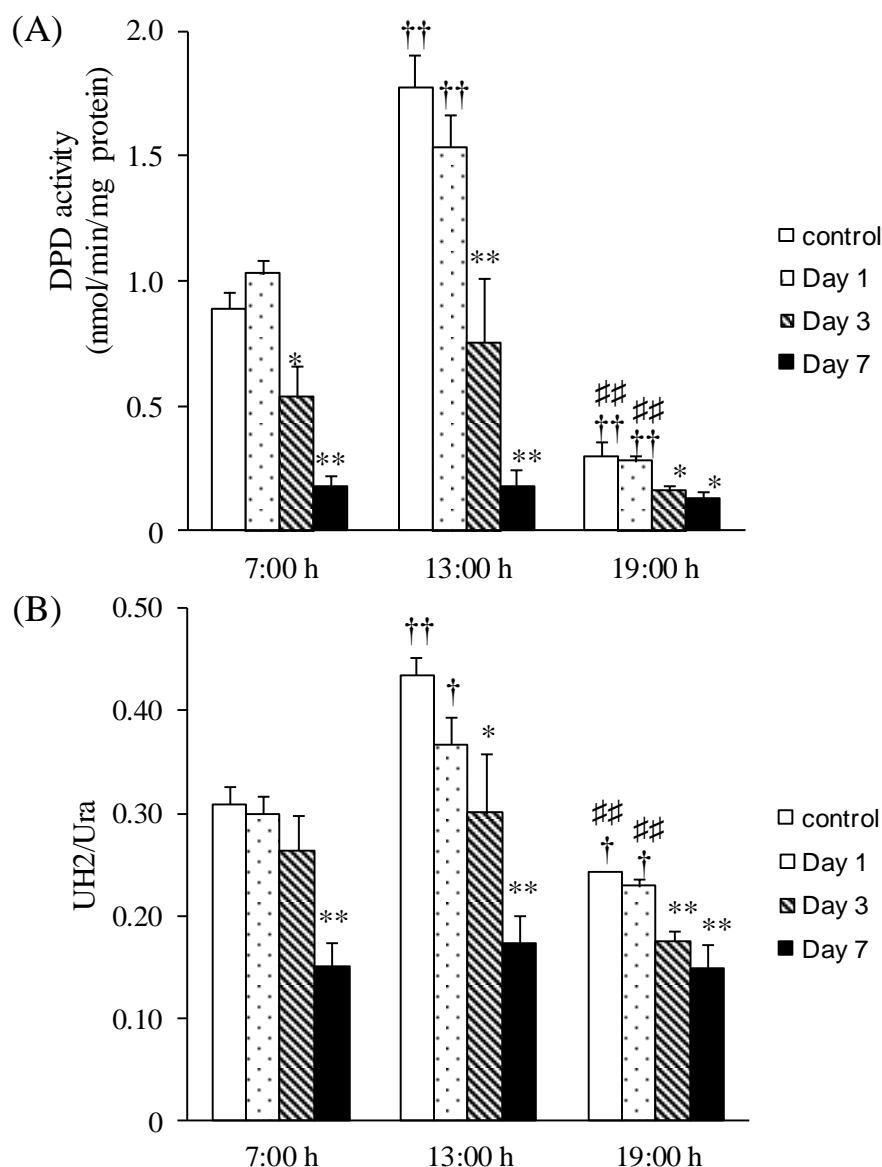 (A)
DPD activity
(nmol/min/mg protein)
2.0
1.5
1.0
0.5
0
††
††
*
**
**
**
♯♯
♯♯
††
††
*
*
7:00 h
13:00 h
19:00 h
control
Day 1
Day 3
Day 7
(B)
UH2/Ura
0.50
0.40
0.30
0.20
0.10
0
††
†
*
**
**
♯♯
♯♯
†
†
**
**
7:00 h
13:00 h
19:00 h
control
Day 1
Day 3
Day 7